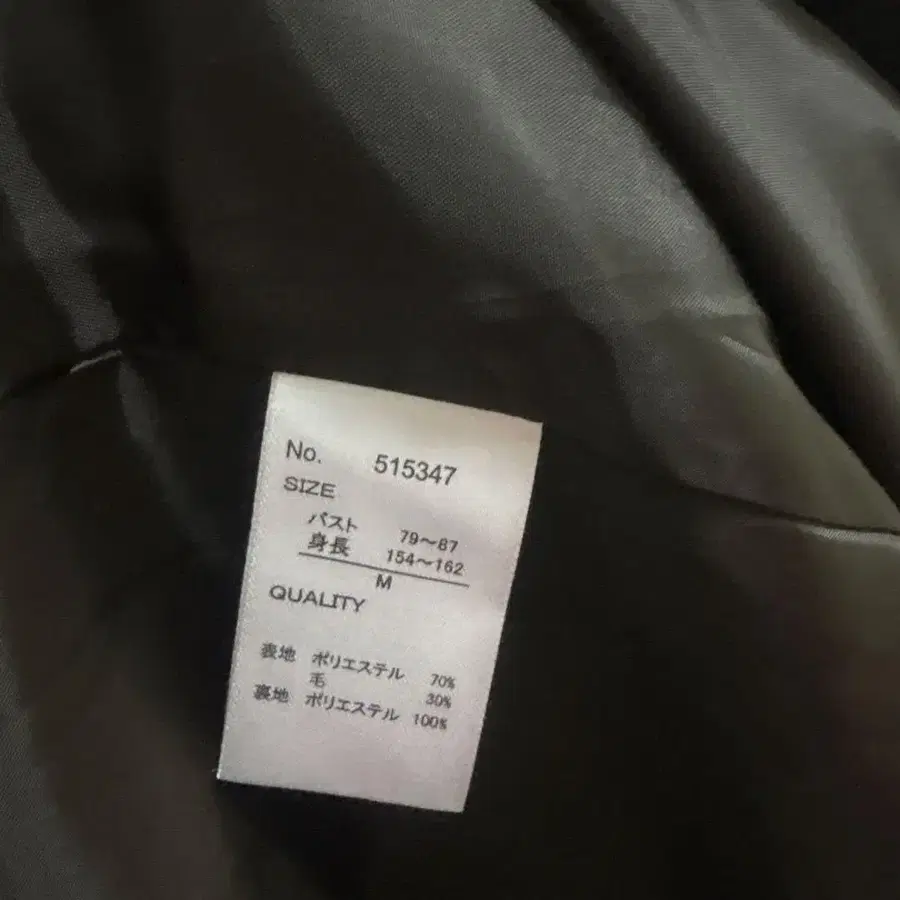 No. 515347
SIZE
バスト 79〜87
身長 154〜162
M
QUALITY
表地 ポリエステル 70%
毛 30%
裏地 ポリエステル 100%